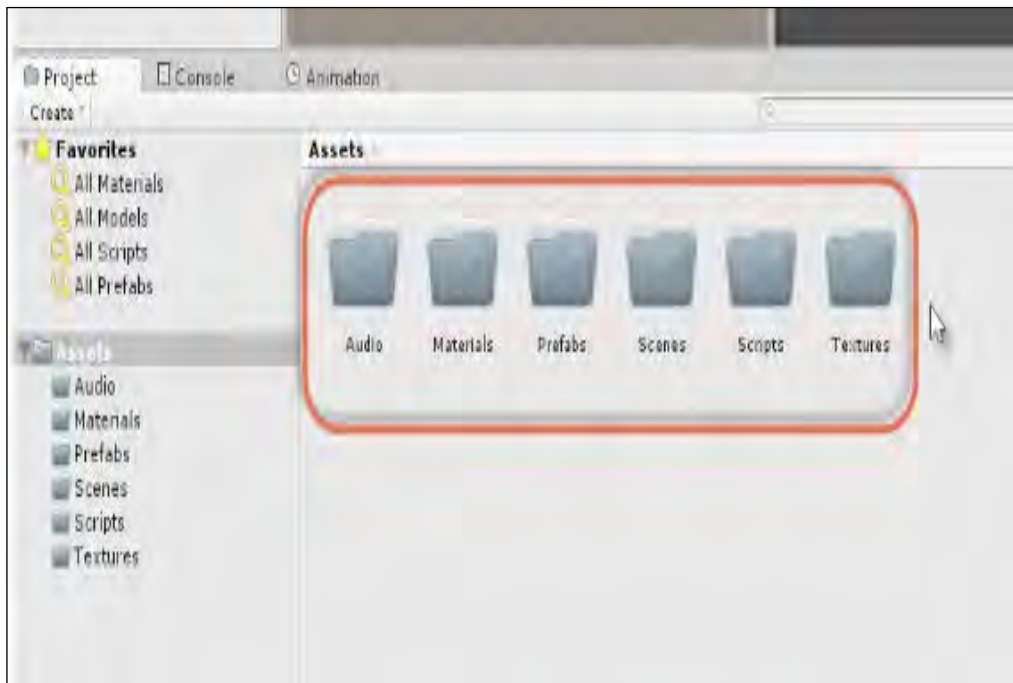 Project Console Animation
Create
Favorites
All Materials
All Models
All Scripts
All Prefabs
Assets
Audio
Materials
Prefabs
Scenes
Scripts
Textures
Assets
Audio Materials Prefabs Scenes Scripts Textures